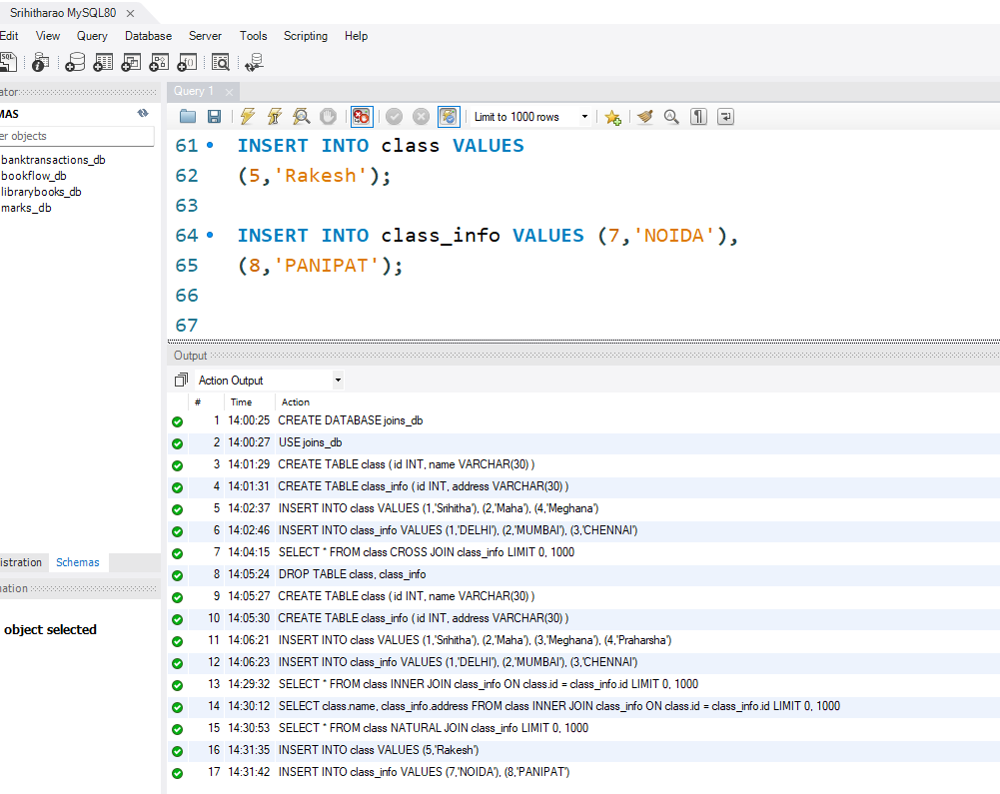 Srihitharao MySQL80
Edit View Query Database Server Tools Scripting Help
SQL
ator
Query 1
MAS
er objects
banktransactions_db
bookflow_db
librarybooks_db
marks_db
Limit to 1000 rows
61 INSERT INTO class VALUES
62 (5,'Rakesh');
63
64 INSERT INTO class_info VALUES (7,'NOIDA'),
65 (8,'PANIPAT');
66
67
Output
Action Output
# Time Action
1 14:00:25 CREATE DATABASE joins_db
2 14:00:27 USE joins_db
3 14:01:29 CREATE TABLE class ( id INT, name VARCHAR(30) )
4 14:01:31 CREATE TABLE class_info ( id INT, address VARCHAR(30) )
5 14:02:37 INSERT INTO class VALUES (1,'Srihitha'), (2,'Maha'), (4,'Meghana')
6 14:02:46 INSERT INTO class_info VALUES (1,'DELHI'), (2,'MUMBAI'), (3,'CHENNAI')
7 14:04:15 SELECT * FROM class CROSS JOIN class_info LIMIT 0, 1000
8 14:05:24 DROP TABLE class, class_info
9 14:05:27 CREATE TABLE class ( id INT, name VARCHAR(30) )
10 14:05:30 CREATE TABLE class_info ( id INT, address VARCHAR(30) )
11 14:06:21 INSERT INTO class VALUES (1,'Srihitha'), (2,'Maha'), (3,'Meghana'), (4,'Praharsha')
12 14:06:23 INSERT INTO class_info VALUES (1,'DELHI'), (2,'MUMBAI'), (3,'CHENNAI')
13 14:29:32 SELECT * FROM class INNER JOIN class_info ON class.id = class_info.id LIMIT 0, 1000
14 14:30:12 SELECT class.name, class_info.address FROM class INNER JOIN class_info ON class.id = class_info.id LIMIT 0, 1000
15 14:30:53 SELECT * FROM class NATURAL JOIN class_info LIMIT 0, 1000
16 14:31:35 INSERT INTO class VALUES (5,'Rakesh')
17 14:31:42 INSERT INTO class_info VALUES (7,'NOIDA'), (8,'PANIPAT')
istration Schemas
nation
object selected